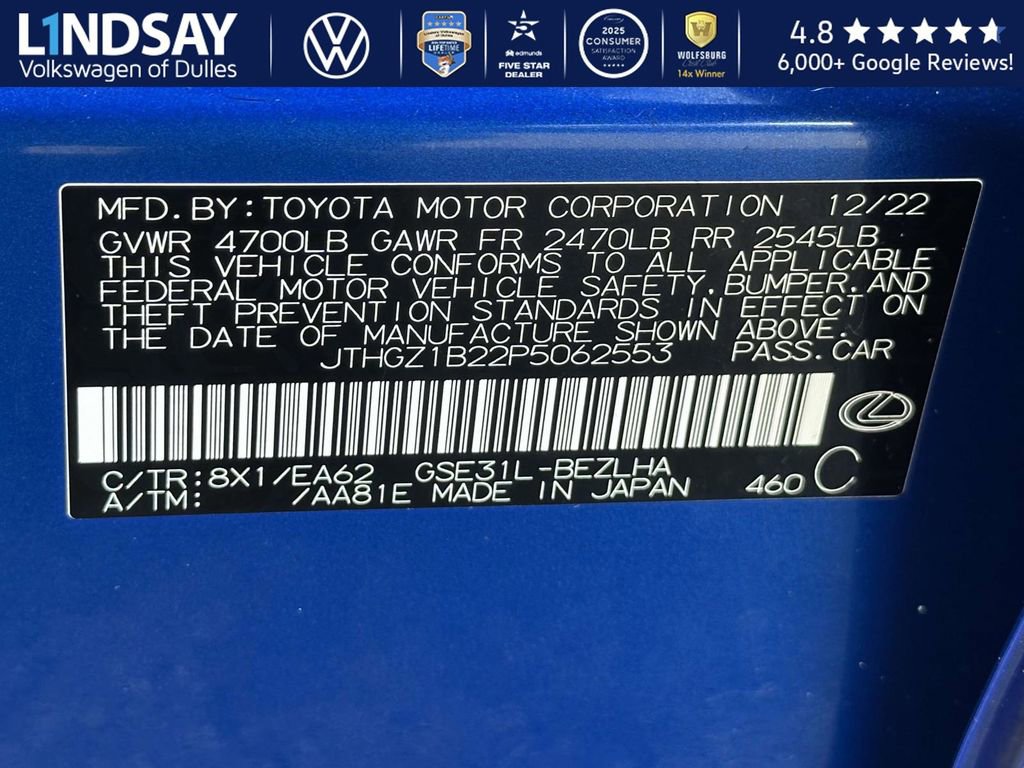 L1NDSAY
Volkswagen of Dulles
LIFETIME
edmunds
FIVE STAR
DEALER
2025
CONSUMER
SATISFACTION
AWARD
WOLFSBURG
14x Winner
4.8
6,000+ Google Reviews!
MFD.BY:TOYOTA MOTOR CORPORATION 12/22
GVWR 4700LB GAWR FR 2470LB RR 2545LB
THIS VEHICLE CONFORMS TO ALL APPLICABLE
FEDERAL MOTOR VEHICLE SAFETY,BUMPER,AND
THEFT PREVENTION STANDARDS IN EFFECT ON
THE DATE OF MANUFACTURE SHOWN ABOVE.
JTHGZ1B22P5062553 PASS.CAR
C/TR:8X1/EA62 GSE31L-BEZLHA
A/TM: /AA81E MADE IN JAPAN 460 C